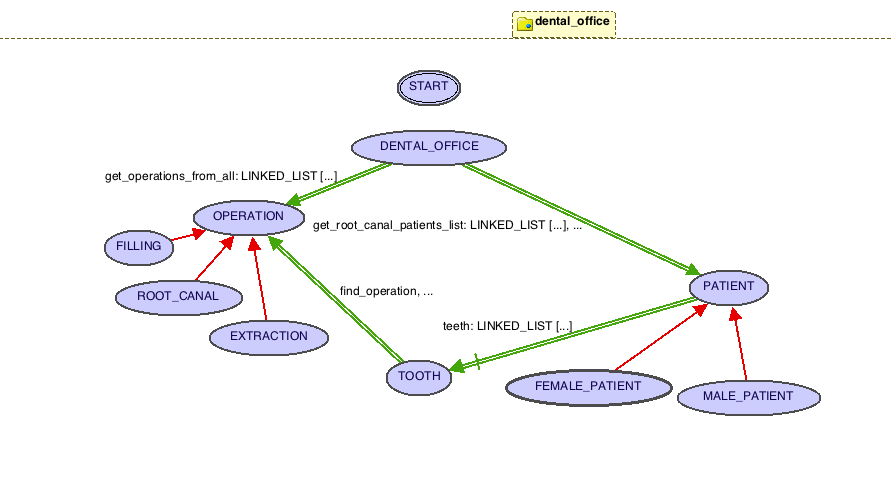 dental_office
START
DENTAL_OFFICE
get_operations_from_all: LINKED_LIST [...]
OPERATION
get_root_canal_patients_list: LINKED_LIST [...], ...
FILLING
PATIENT
ROOT_CANAL
find_operation, ...
teeth: LINKED_LIST [...]
EXTRACTION
TOOTH
FEMALE_PATIENT
MALE_PATIENT